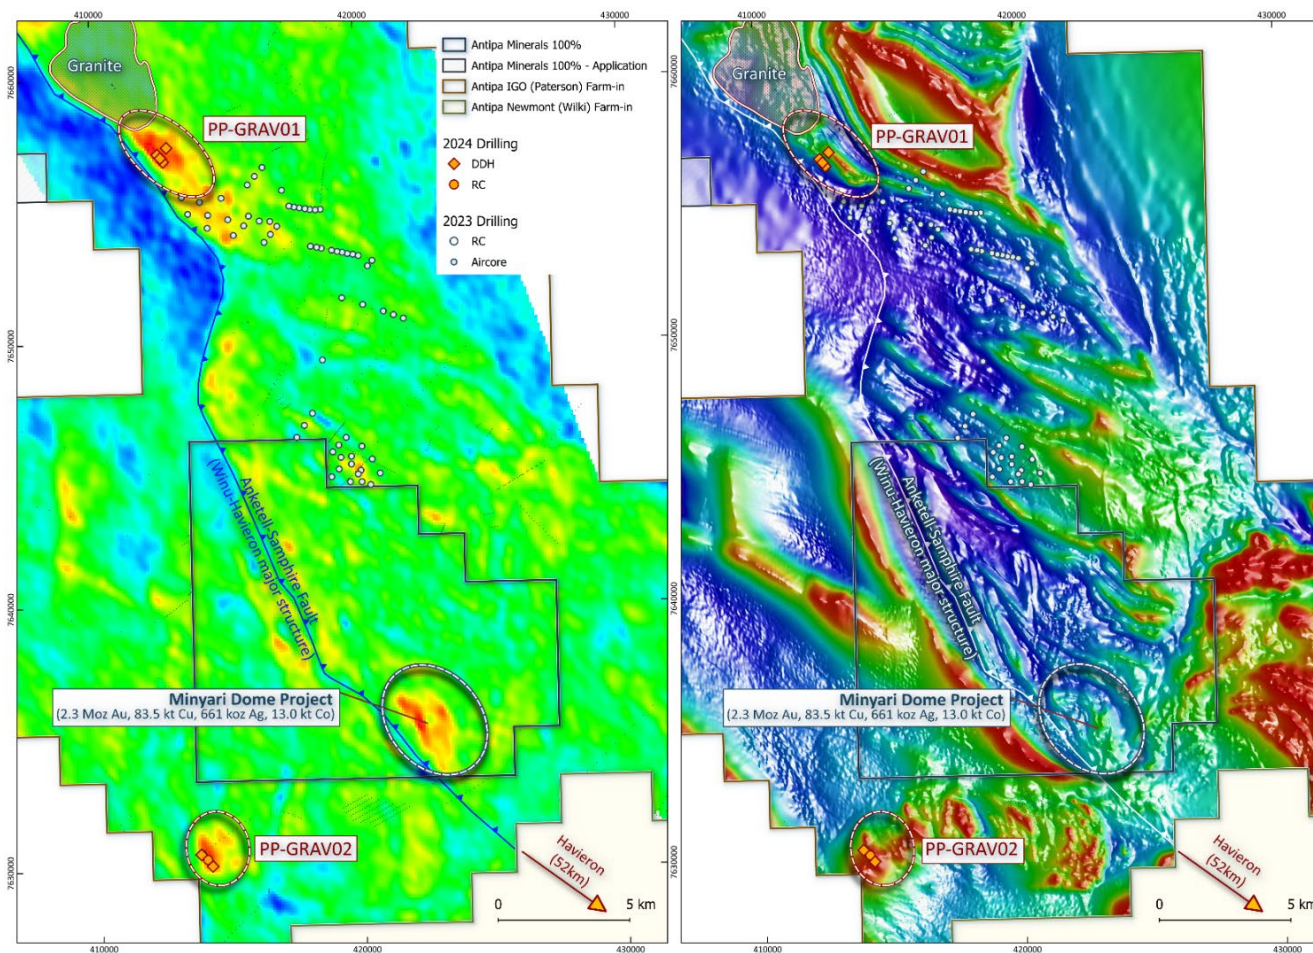 410000
420000
430000
7660000
7650000
7640000
7630000
Granite
PP-GRAV01
Antipa Minerals 100%
Antipa Minerals 100% - Application
Antipa IGO (Paterson) Farm-in
Antipa Newmont (Wilki) Farm-in
2024 Drilling
DDH
RC
2023 Drilling
RC
Aircore
Anketell-Samphire Fault
(Winu-Havieron major structure)
Minyari Dome Project
(2.3 Moz Au, 83.5 kt Cu, 661 koz Ag, 13.0 kt Co)
PP-GRAV02
Havieron
(52km)
0 5 km
410000
420000
430000
410000
420000
430000
7660000
7650000
7640000
7630000
Granite
PP-GRAV01
Anketell-Samphire Fault
(Winu-Havieron major structure)
Minyari Dome Project
(2.3 Moz Au, 83.5 kt Cu, 661 koz Ag, 13.0 kt Co)
PP-GRAV02
Havieron
(52km)
0 5 km
410000
420000
430000